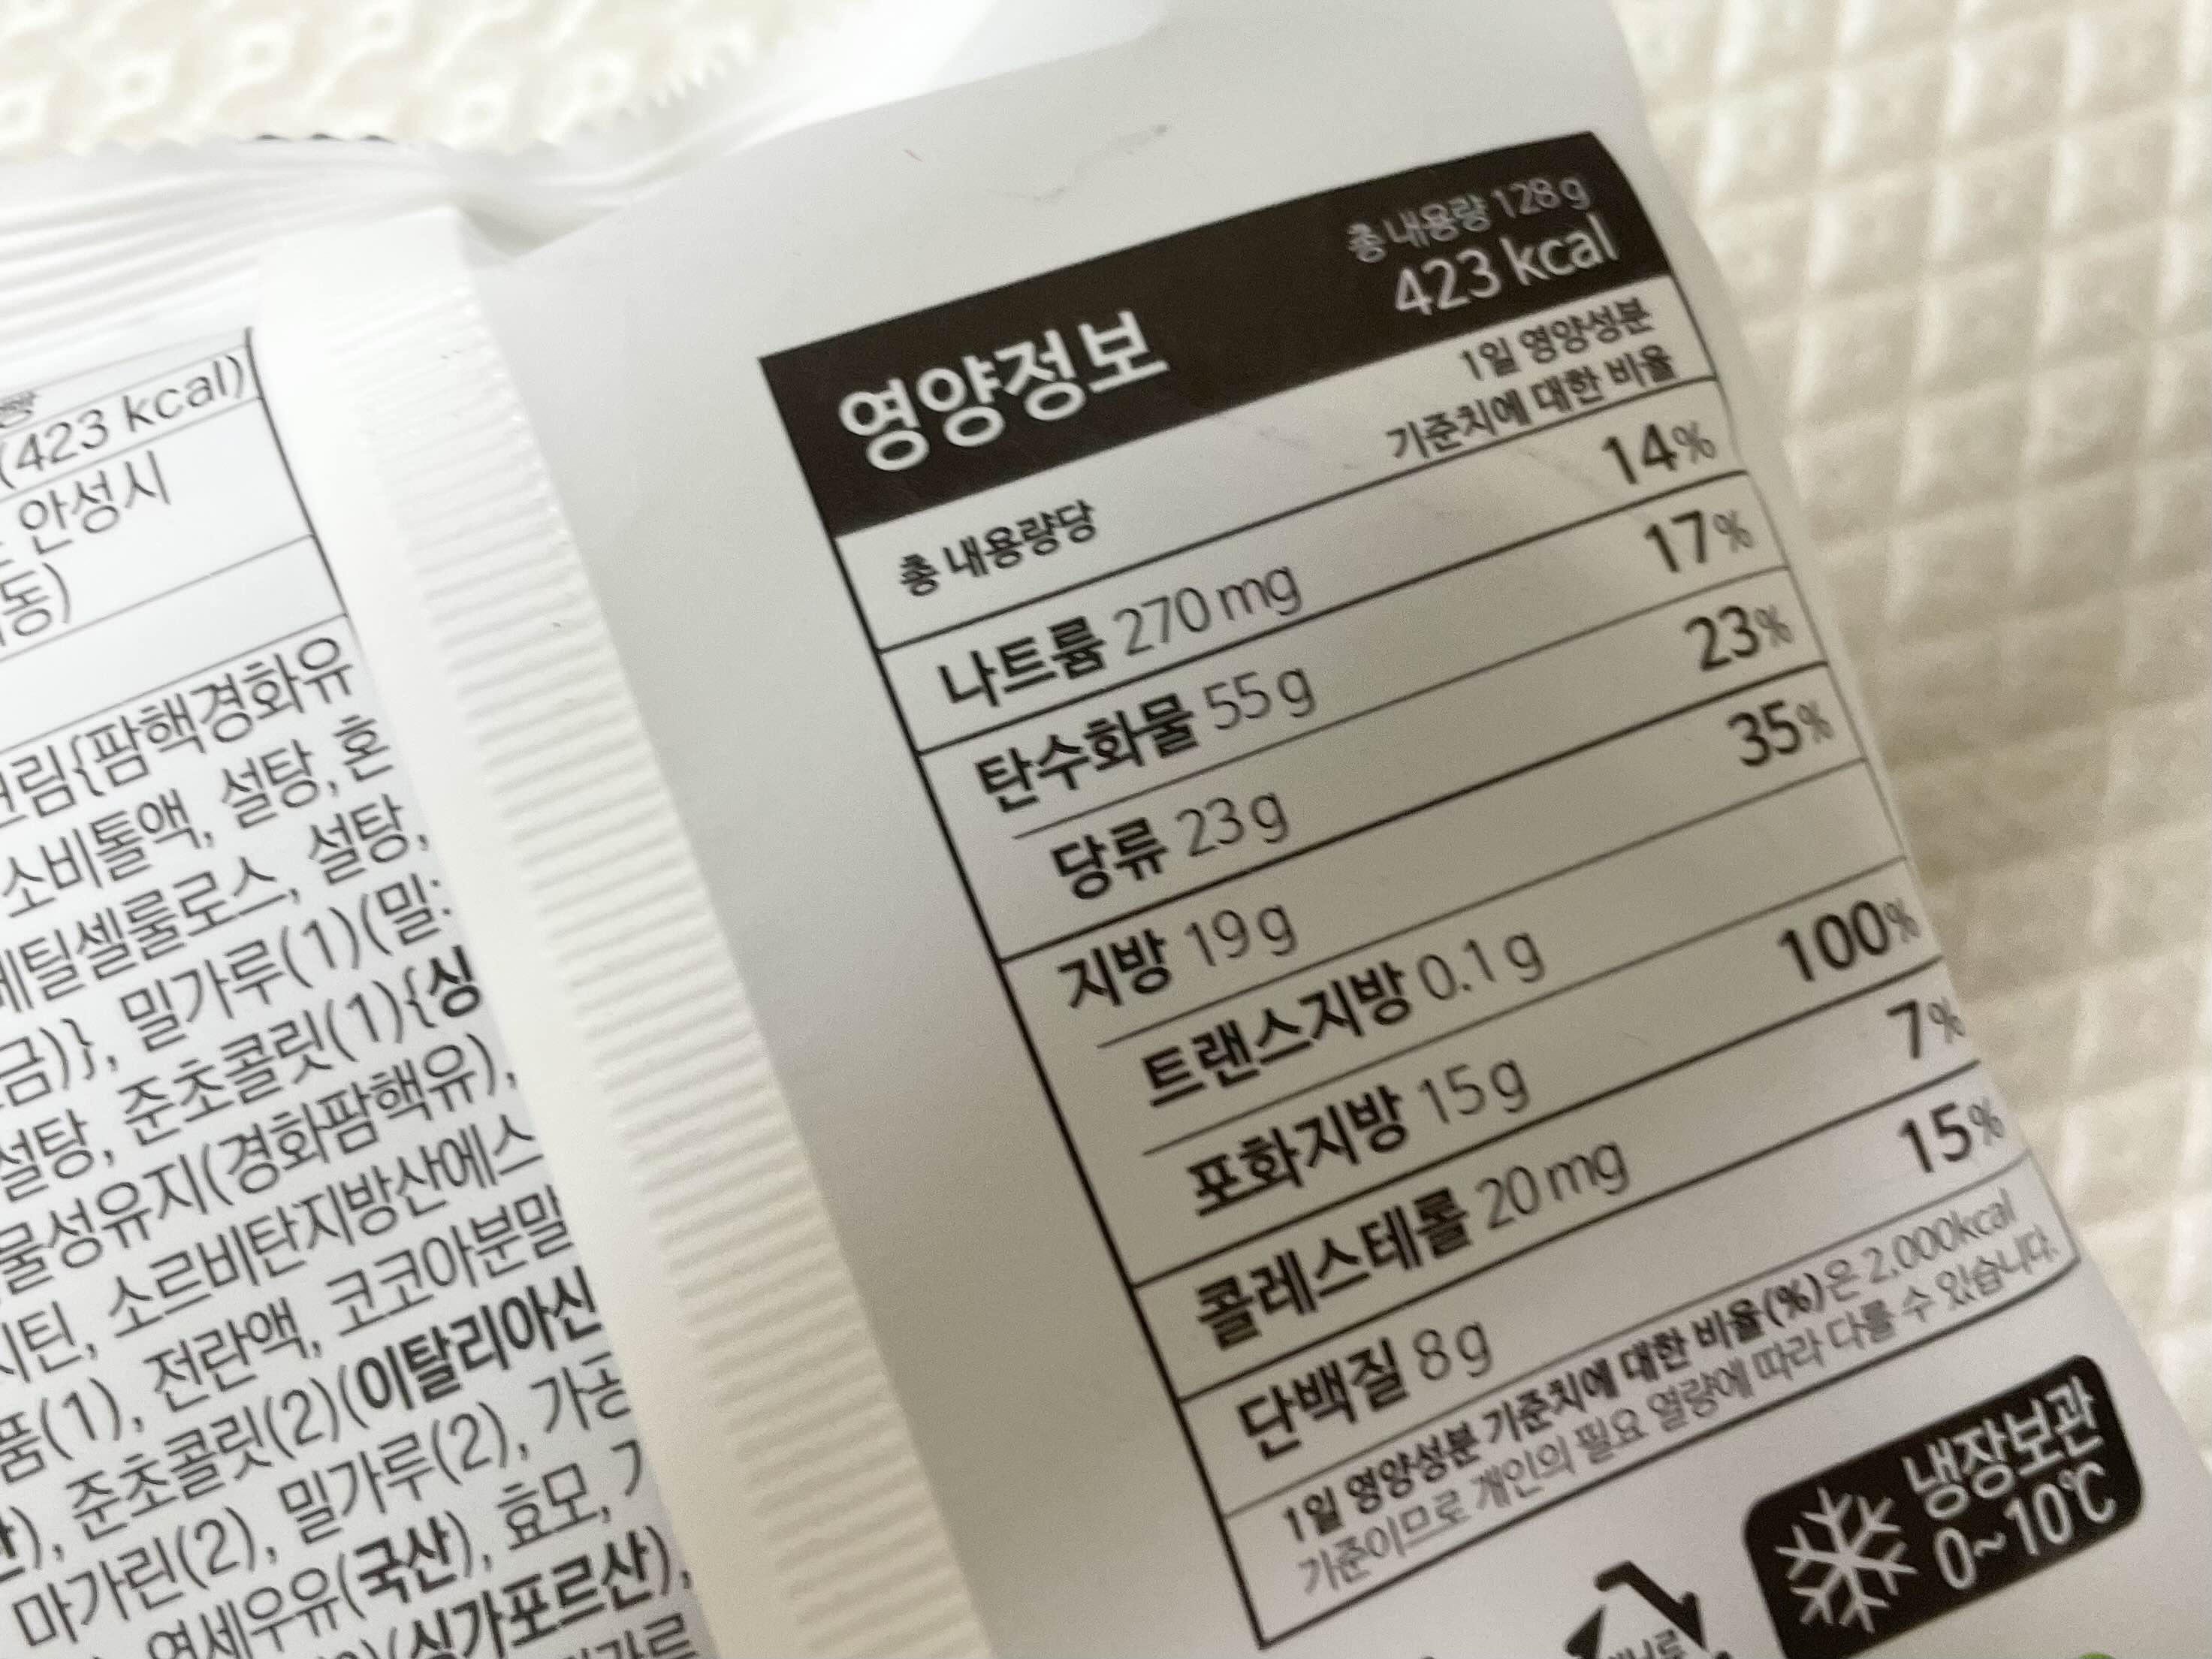 (423 kcal)
안성시
동)
크림{팜핵경화유
소비톨액, 설탕, 혼
메틸셀룰로스, 설탕,
금)}, 밀가루(1)(밀:
설탕, 준초콜릿(1){싱
물성유지(경화팜핵유),
시틴, 소르비탄지방산에스
품(1), 전란액, 코코아분말
준초콜릿(2)(이탈리아산
마가린(2), 밀가루(2), 가공
연세우유(국산), 효모,
(싱가포르산),
영양정보
총 내용량 128 g
423 kcal
총 내용량당
1일 영양성분
기준치에 대한 비율
나트륨 270 mg 14%
탄수화물 55 g 17%
당류 23 g 23%
지방 19 g 35%
트랜스지방 0.1 g
포화지방 15 g 100%
콜레스테롤 20 mg 7%
단백질 8 g 15%
1일 영양성분 기준치에 대한 비율(%)은 2,000kcal
기준이므로 개인의 필요 열량에 따라 다를 수 있습니다.
냉장보관
0~10℃